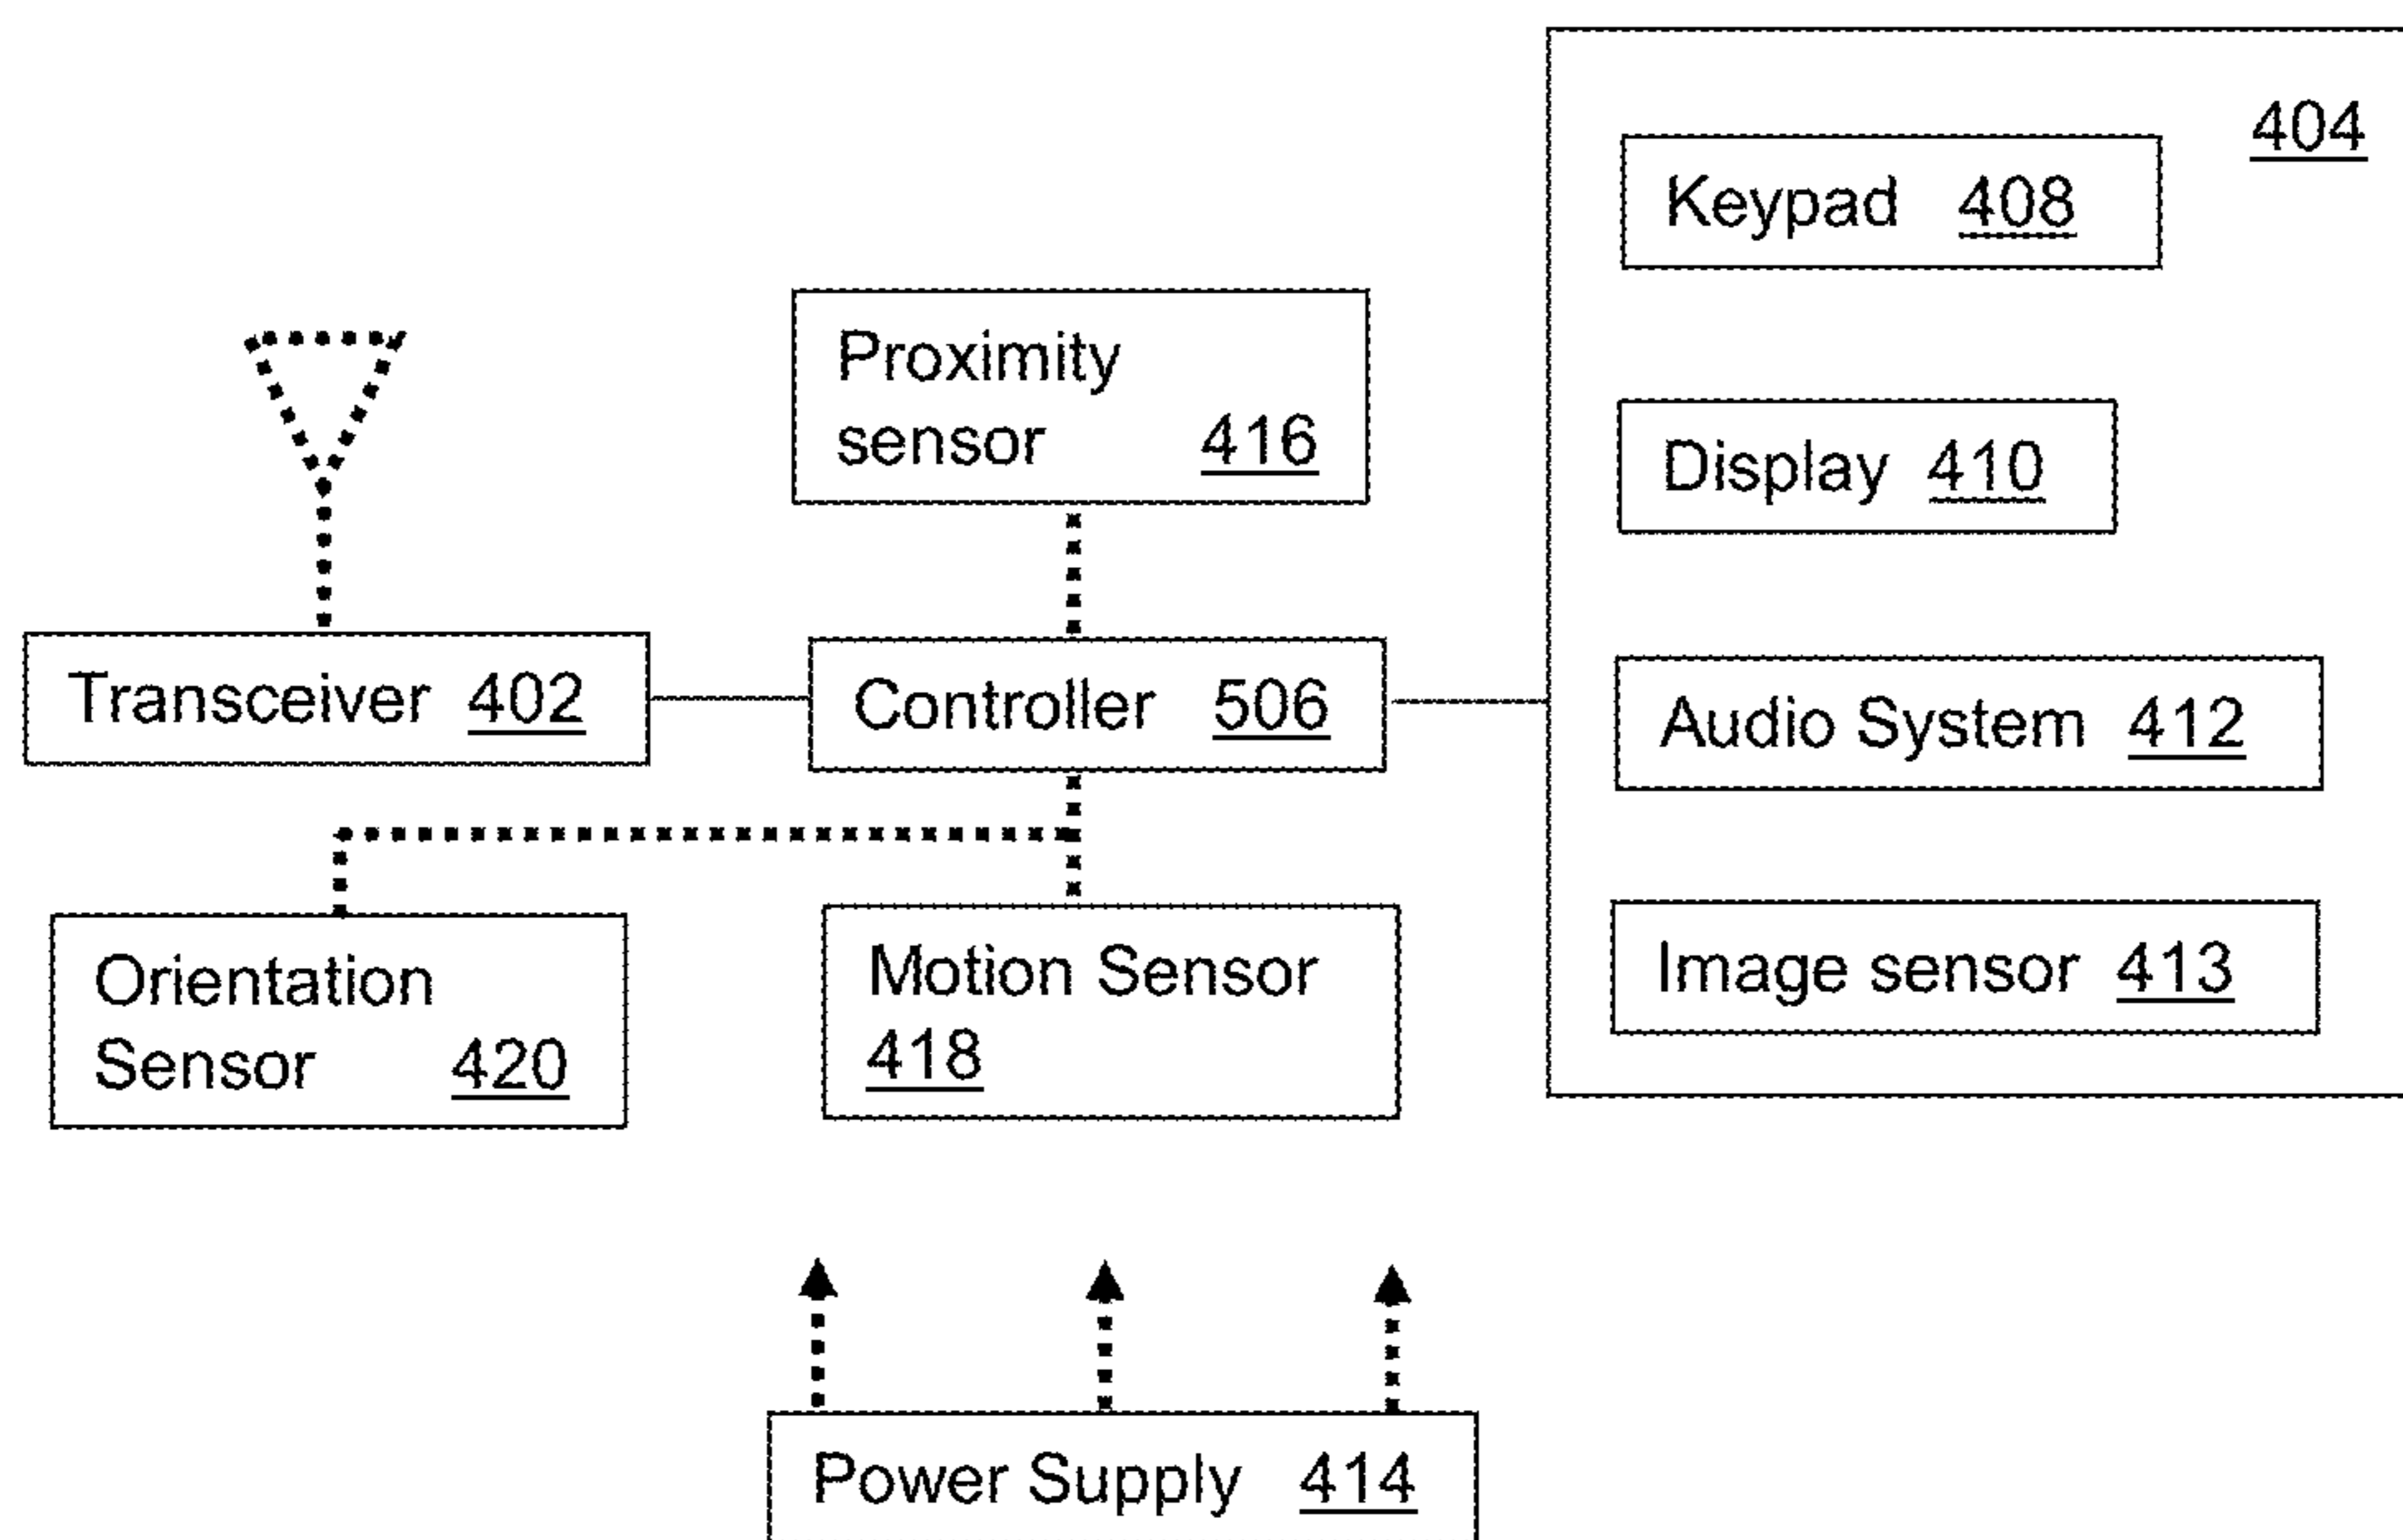 404
Keypad 408
Proximity
sensor 416
Display 410
Transceiver 402
Controller 506
Audio System 412
Orientation
Sensor 420
Motion Sensor
418
Image sensor 413
Power Supply 414